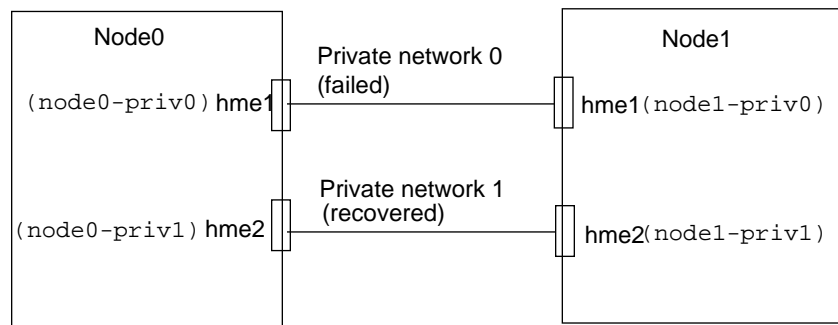 Node0
Node1
Private network 0
(failed)
(node0-priv0) hme1
hme1(node1-priv0)
Private network 1
(recovered)
(node0-priv1) hme2
hme2(node1-priv1)